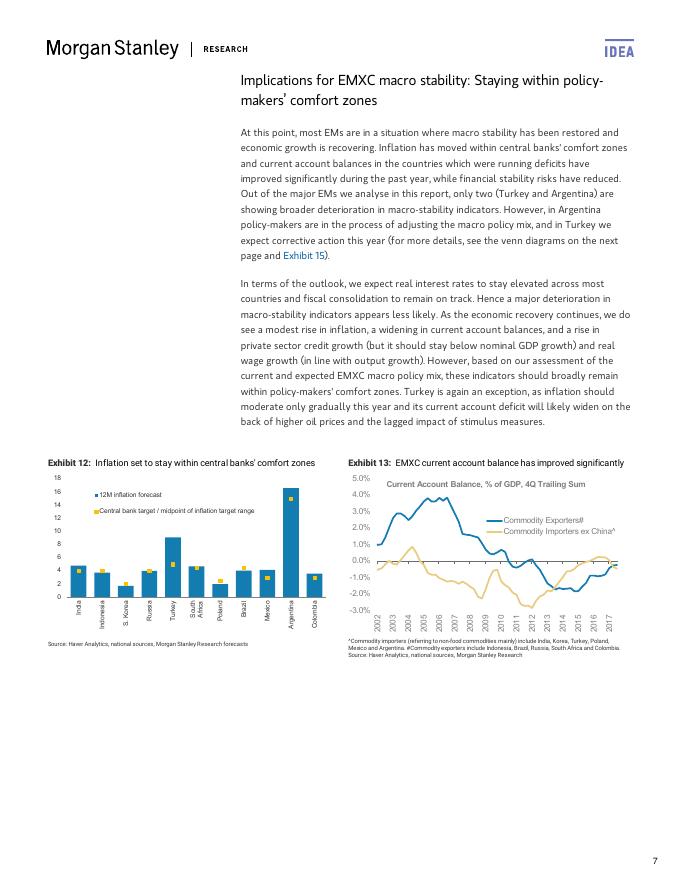 Morgan Stanley | RESEARCH
IDEA
Implications for EMXC macro stability: Staying within policy-
makers' comfort zones
At this point, most EMs are in a situation where macro stability has been restored and
economic growth is recovering. Inflation has moved within central banks' comfort zones
and current account balances in the countries which were running deficits have
improved significantly during the past year, while financial stability risks have reduced.
Out of the major EMs we analyse in this report, only two (Turkey and Argentina) are
showing broader deterioration in macro-stability indicators. However, in Argentina
policy-makers are in the process of adjusting the macro policy mix, and in Turkey we
expect corrective action this year (for more details, see the venn diagrams on the next
page and Exhibit 15).
In terms of the outlook, we expect real interest rates to stay elevated across most
countries and fiscal consolidation to remain on track. Hence a major deterioration in
macro-stability indicators appears less likely. As the economic recovery continues, we do
see a modest rise in inflation, a widening in current account balances, and a rise in
private sector credit growth (but it should stay below nominal GDP growth) and real
wage growth (in line with output growth). However, based on our assessment of the
current and expected EMXC macro policy mix, these indicators should broadly remain
within policy-makers' comfort zones. Turkey is again an exception, as inflation should
moderate only gradually this year and its current account deficit will likely widen on the
back of higher oil prices and the lagged impact of stimulus measures.
Exhibit 12: Inflation set to stay within central banks' comfort zones
18
16
14
12
10
8
6
4
2
0
12M inflation forecast
Central bank target / midpoint of inflation target range
India
Indonesia
S. Korea
Russia
Turkey
South
Africa
Poland
Brazil
Mexico
Argentina
Colombia
Source: Haver Analytics, national sources, Morgan Stanley Research forecasts
Exhibit 13: EMXC current account balance has improved significantly
Current Account Balance, % of GDP, 4Q Trailing Sum
5.0%
4.0%
3.0%
2.0%
1.0%
0.0%
-1.0%
-2.0%
-3.0%
Commodity Exporters#
Commodity Importers ex China^
2002
2003
2004
2005
2006
2007
2008
2009
2010
2011
2012
2013
2014
2015
2016
2017
^Commodity importers (referring to non-food commodities mainly) include India, Korea, Turkey, Poland,
Mexico and Argentina. #Commodity exporters include Indonesia, Brazil, Russia, South Africa and Colombia.
Source: Haver Analytics, national sources, Morgan Stanley Research
7